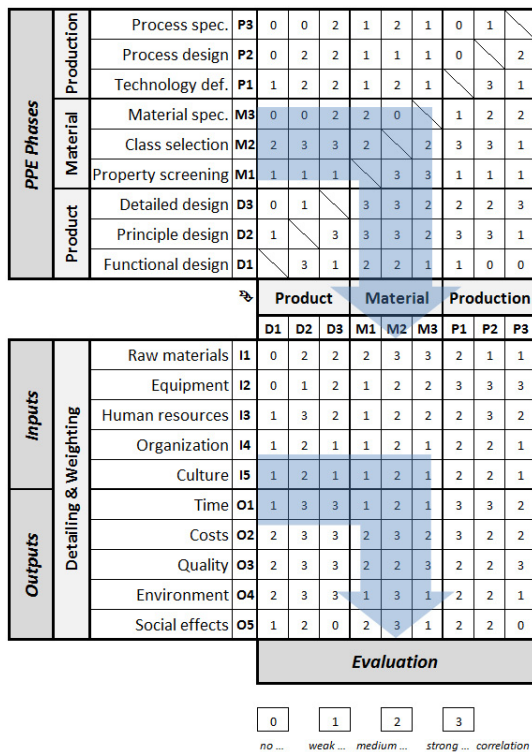 PPE Phases
Production
Process spec. P3 0 0 2 1 2 1 0 1
Process design P2 0 2 2 1 1 1 0 2
Technology def. P1 1 2 2 1 2 1 3 1
Material
Material spec. M3 0 0 2 2 0 1 2 2
Class selection M2 2 3 3 2 2 3 3 1
Property screening M1 1 1 1 3 3 1 1 1
Product
Detailed design D3 0 1 3 3 2 2 2 3
Principle design D2 1 3 3 3 2 3 3 1
Functional design D1 3 1 2 2 1 1 0 0
Product Material Production
D1 D2 D3 M1 M2 M3 P1 P2 P3
Inputs
Outputs
Detailing & Weighting
Raw materials I1 0 2 2 2 3 3 2 1 1
Equipment I2 0 1 2 1 2 2 3 3 3
Human resources I3 1 3 2 1 2 2 2 3 2
Organization I4 1 2 1 1 2 1 2 2 1
Culture I5 1 2 1 1 2 1 2 2 1
Time O1 1 3 3 1 2 1 3 3 2
Costs O2 2 3 3 2 3 2 3 2 2
Quality O3 2 3 3 2 2 3 2 2 3
Environment O4 2 3 3 1 3 1 2 2 1
Social effects O5 1 2 0 2 3 1 2 2 0
Evaluation
0 1 2 3
no ... weak ... medium ... strong ... correlation